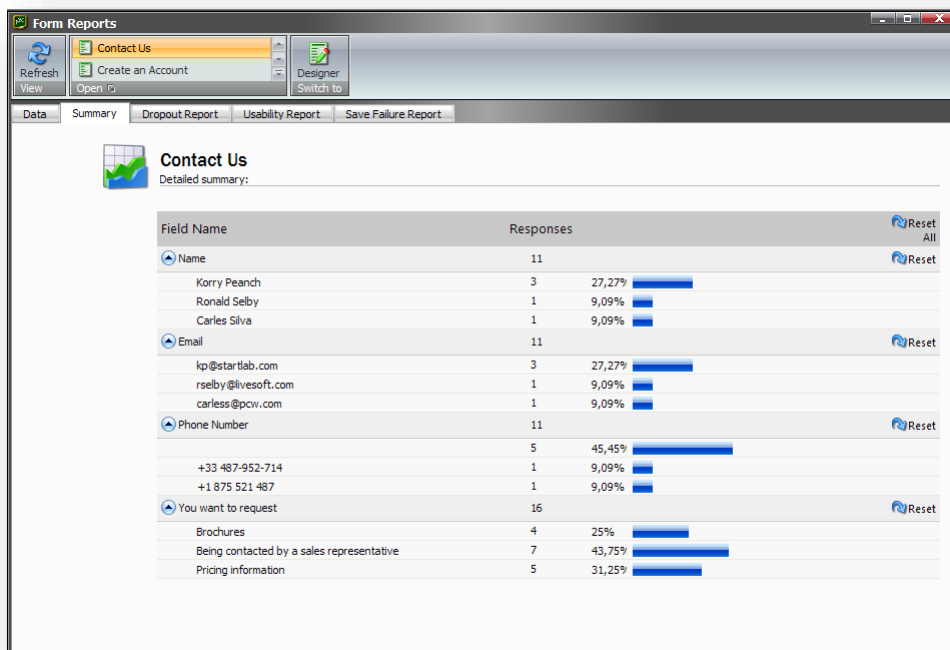 Form Reports
Refresh
View
Contact Us
Create an Account
Open
Designer
Switch to
Data Summary Dropout Report Usability Report Save Failure Report
Contact Us
Detailed summary:
Field Name Responses Reset All
Name 11 Reset
Korry Peanch 3 27,27%
Ronald Selby 1 9,09%
Carles Silva 1 9,09%
Email 11 Reset
kp@startlab.com 3 27,27%
rselby@livesoft.com 1 9,09%
carless@pcw.com 1 9,09%
Phone Number 11 Reset
5 45,45%
+33 487-952-714 1 9,09%
+1 875 521 487 1 9,09%
You want to request 16 Reset
Brochures 4 25%
Being contacted by a sales representative 7 43,75%
Pricing information 5 31,25%